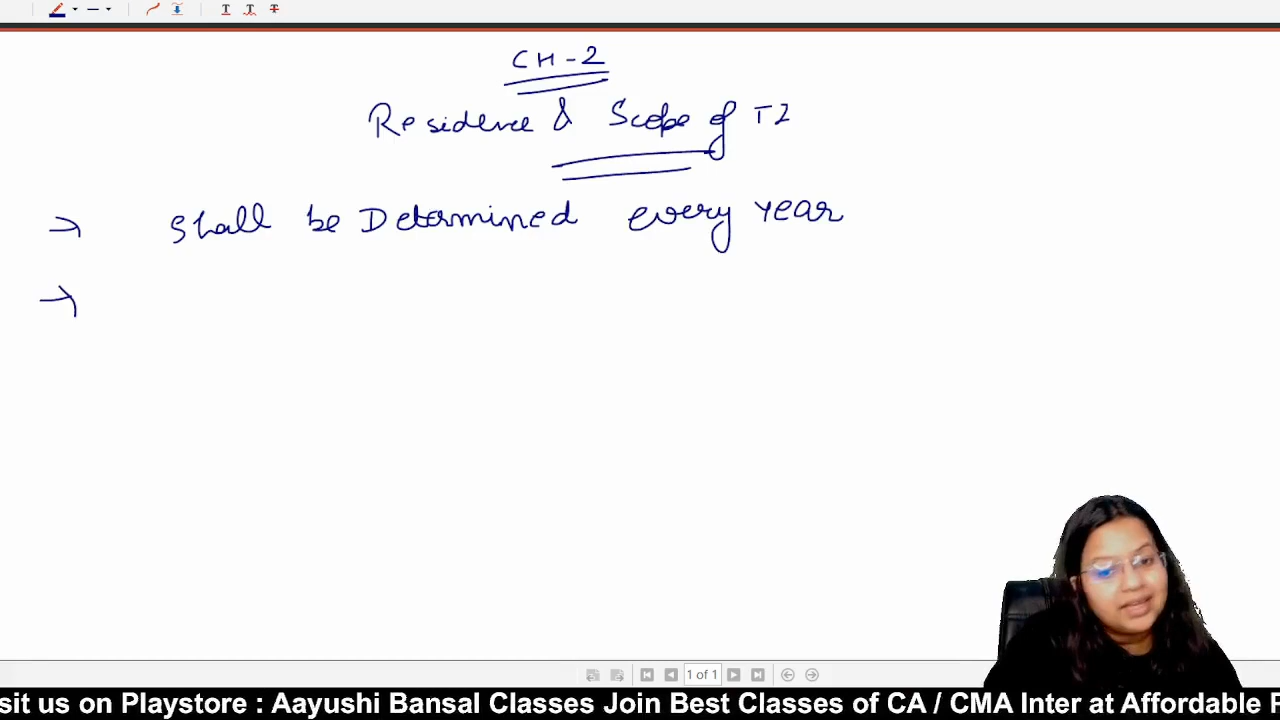 CH-2
Residence & Scope of TI
→ Shall be Determined every year
→
1 of 1
sit us on Playstore : Aayushi Bansal Classes Join Best Classes of CA / CMA Inter at Affordable